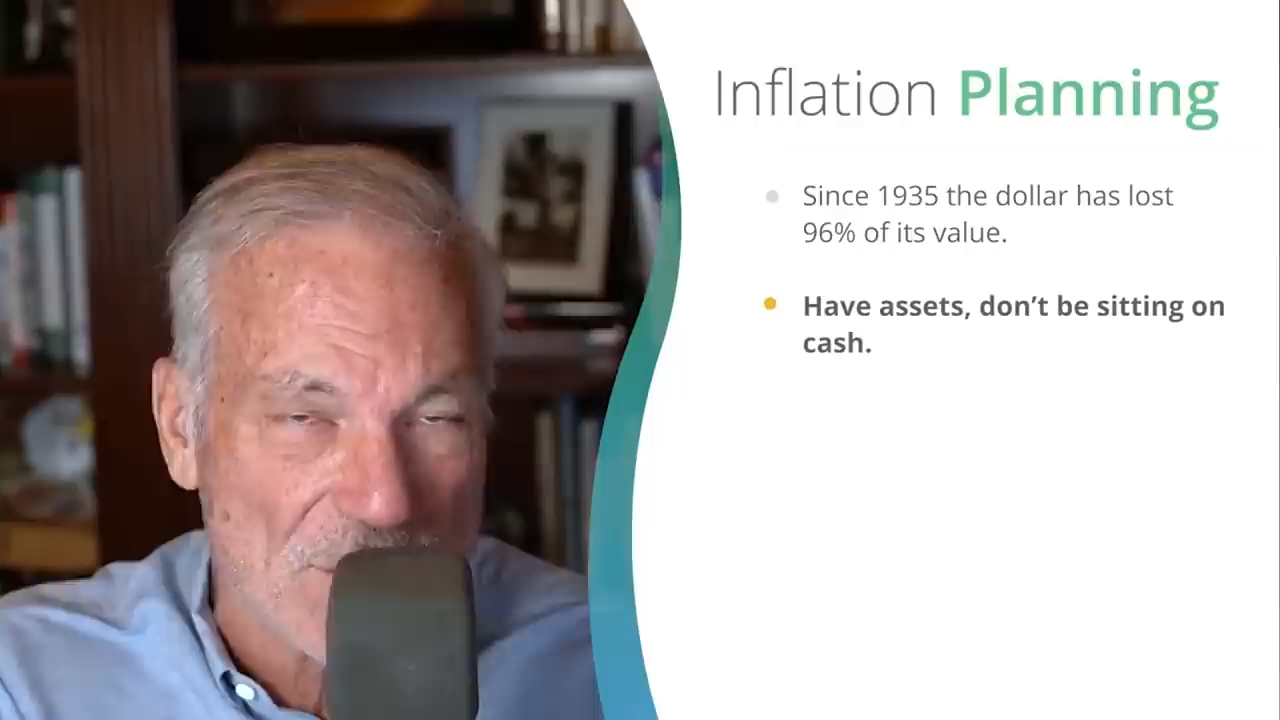 Inflation Planning
Since 1935 the dollar has lost
96% of its value.
Have assets, don’t be sitting on
cash.